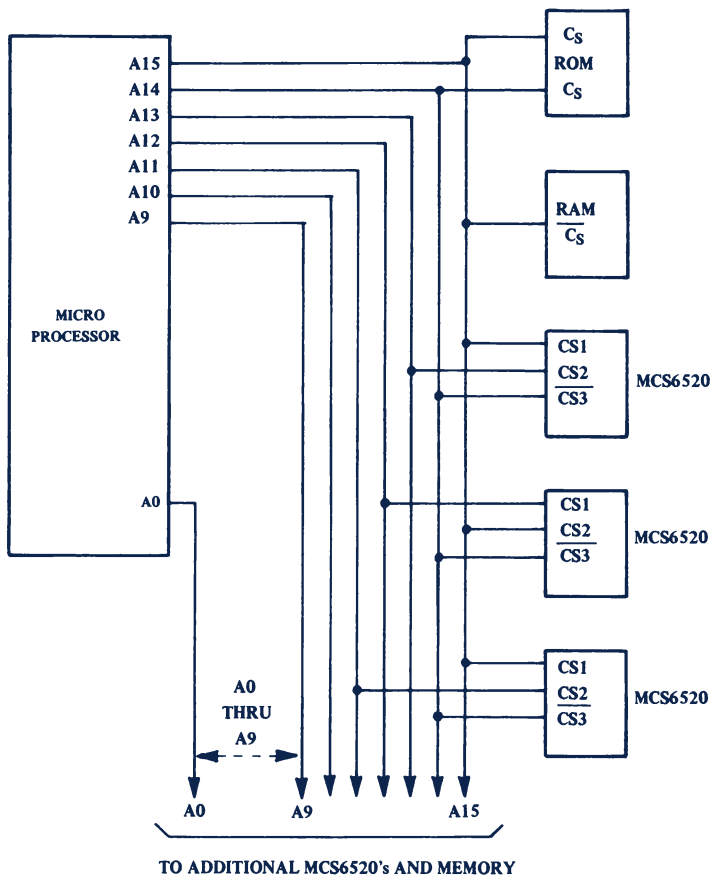 A15
A14
A13
A12
A11
A10
A9
MICRO
PROCESSOR
A0
CS
ROM
CS
RAM
CS
CS1
CS2
CS3
MCS6520
CS1
CS2
CS3
MCS6520
CS1
CS2
CS3
MCS6520
A0
THRU
A9
A0
A9
A15
TO ADDITIONAL MCS6520's AND MEMORY